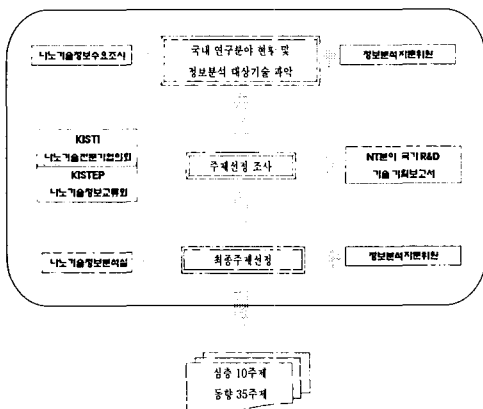 국내 연구분야 현황 및
정보분석 대상기술 파악
나노기술정보수요조사
정보분석자문위원
KISTI
나노기술전문가협의회
KISTEP
나노기술정보교류회
주제선정 조사
NT분야 국가R&D
기술기획보고서
나노기술정보분석실
최종주제선정
정보분석자문위원
심층 10주제
동향 35주제